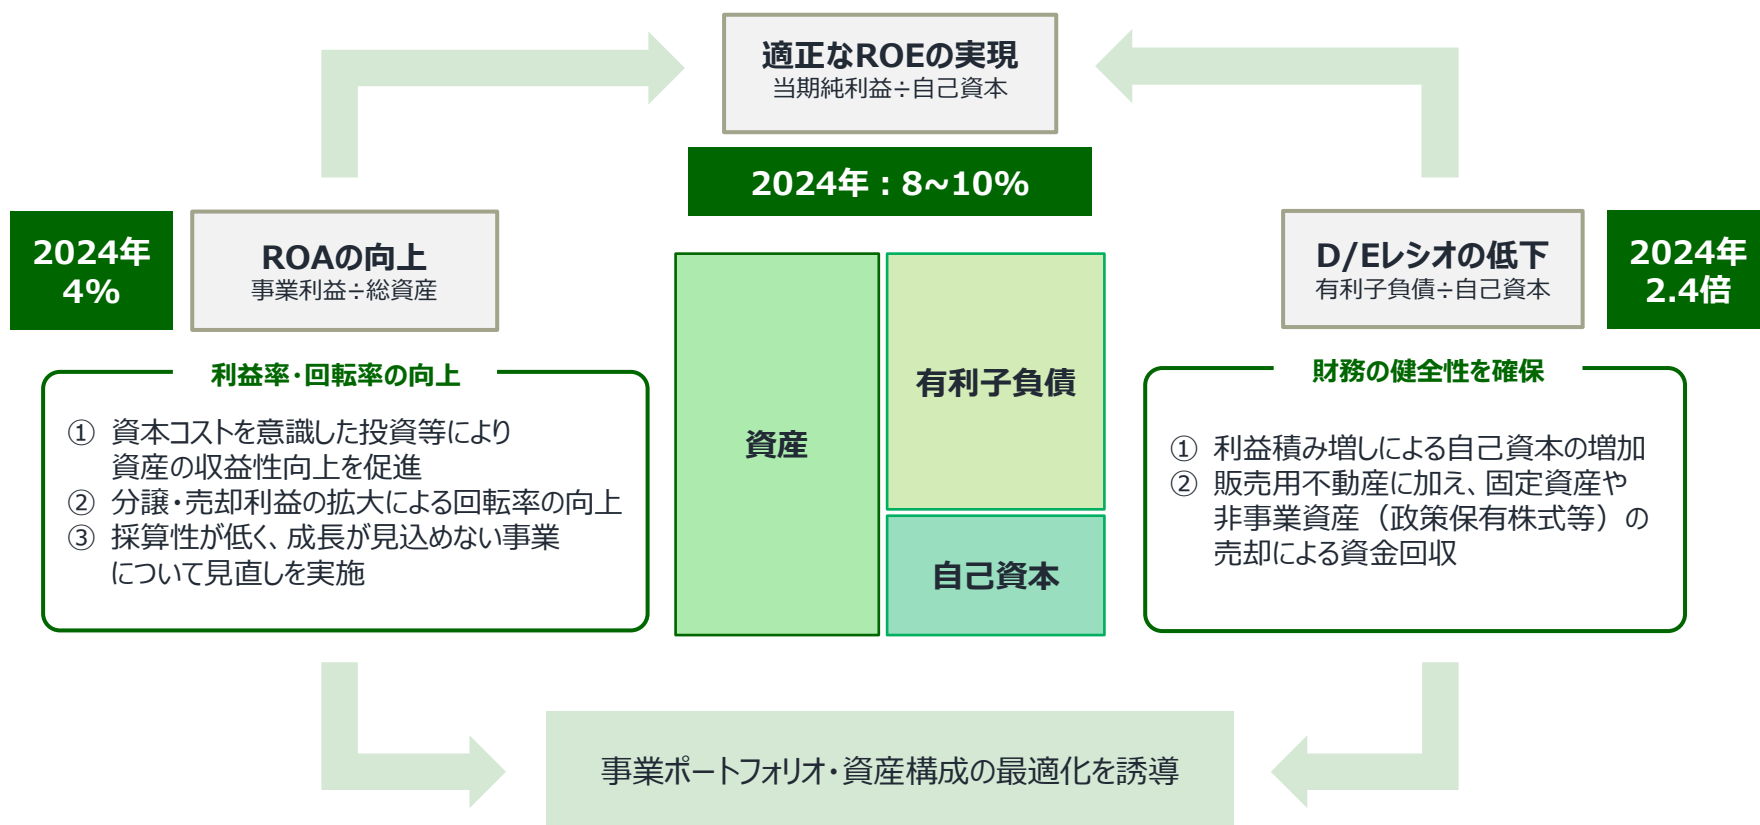 適正なROEの実現
当期純利益÷自己資本
2024年：8~10%
2024年
4%
ROAの向上
事業利益÷総資産
利益率・回転率の向上
① 資本コストを意識した投資等により
資産の収益性向上を促進
② 分譲・売却利益の拡大による回転率の向上
③ 採算性が低く、成長が見込めない事業
について見直しを実施
資産
有利子負債
自己資本
D/Eレシオの低下
有利子負債÷自己資本
2024年
2.4倍
財務の健全性を確保
① 利益積み増しによる自己資本の増加
② 販売用不動産に加え、固定資産や
非事業資産（政策保有株式等）の
売却による資金回収
事業ポートフォリオ・資産構成の最適化を誘導